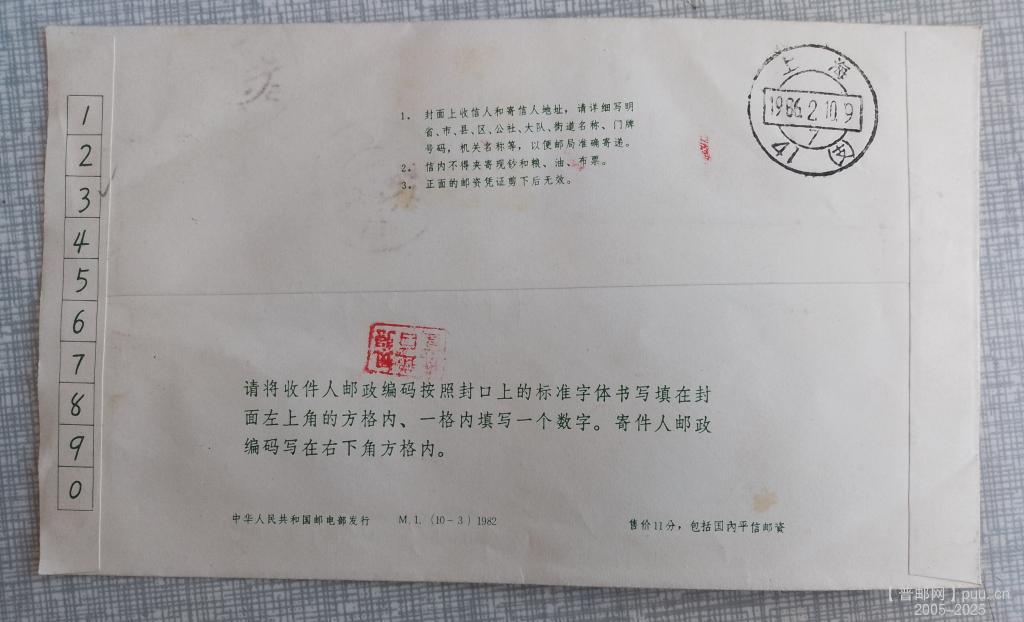 1
2
3
4
5
6
7
8
9
0
1. 封面上收信人和寄信人地址，请详细写明
省、市、县、区、公社、大队、街道名称、门牌
号码，机关名称等，以便邮局准确寄递。
2. 信内不得夹寄现钞和粮、油、布票。
3. 正面的邮资凭证剪下后无效。
上海
1986.2.10.9
7
41
请将收件人邮政编码按照封口上的标准字体书写填在封
面左上角的方格内、一格内填写一个数字。寄件人邮政
编码写在右下角方格内。
中华人民共和国邮电部发行 M.1. (10-3) 1982
售价11分，包括国内平信邮资
【普邮网】puu.cn
2005-2025